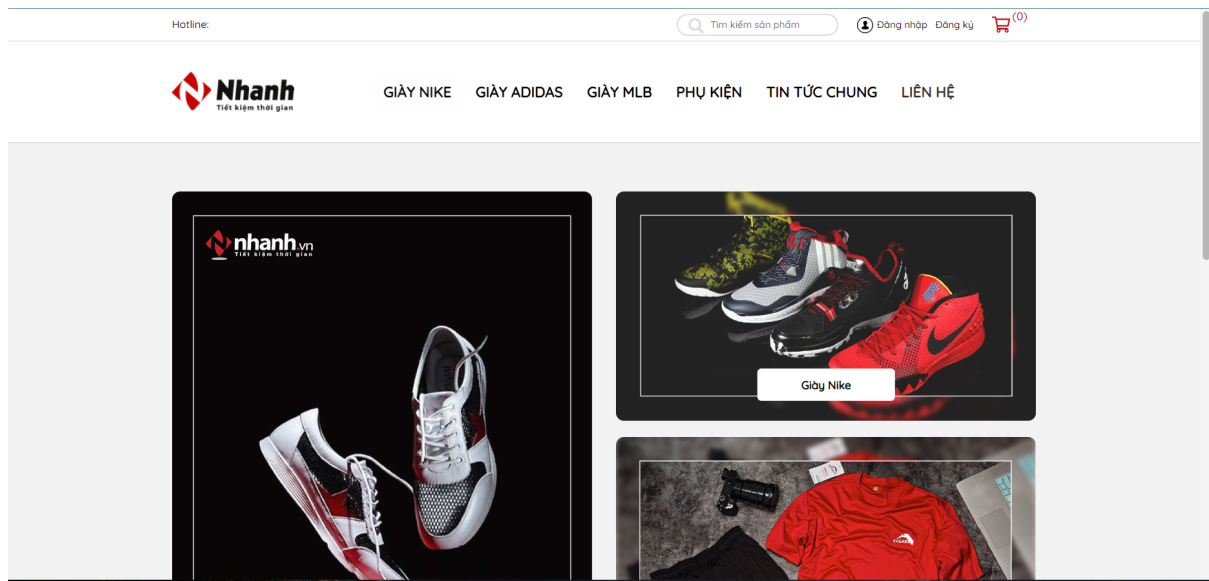 Hotline:
Tìm kiếm sản phẩm
Đăng nhập Đăng ký
(0)
Nhanh
Tiết kiệm thời gian
GIÀY NIKE GIÀY ADIDAS GIÀY MLB PHỤ KIỆN TIN TỨC CHUNG LIÊN HỆ
nhanh.vn
Tiết kiệm thời gian
Giày Nike